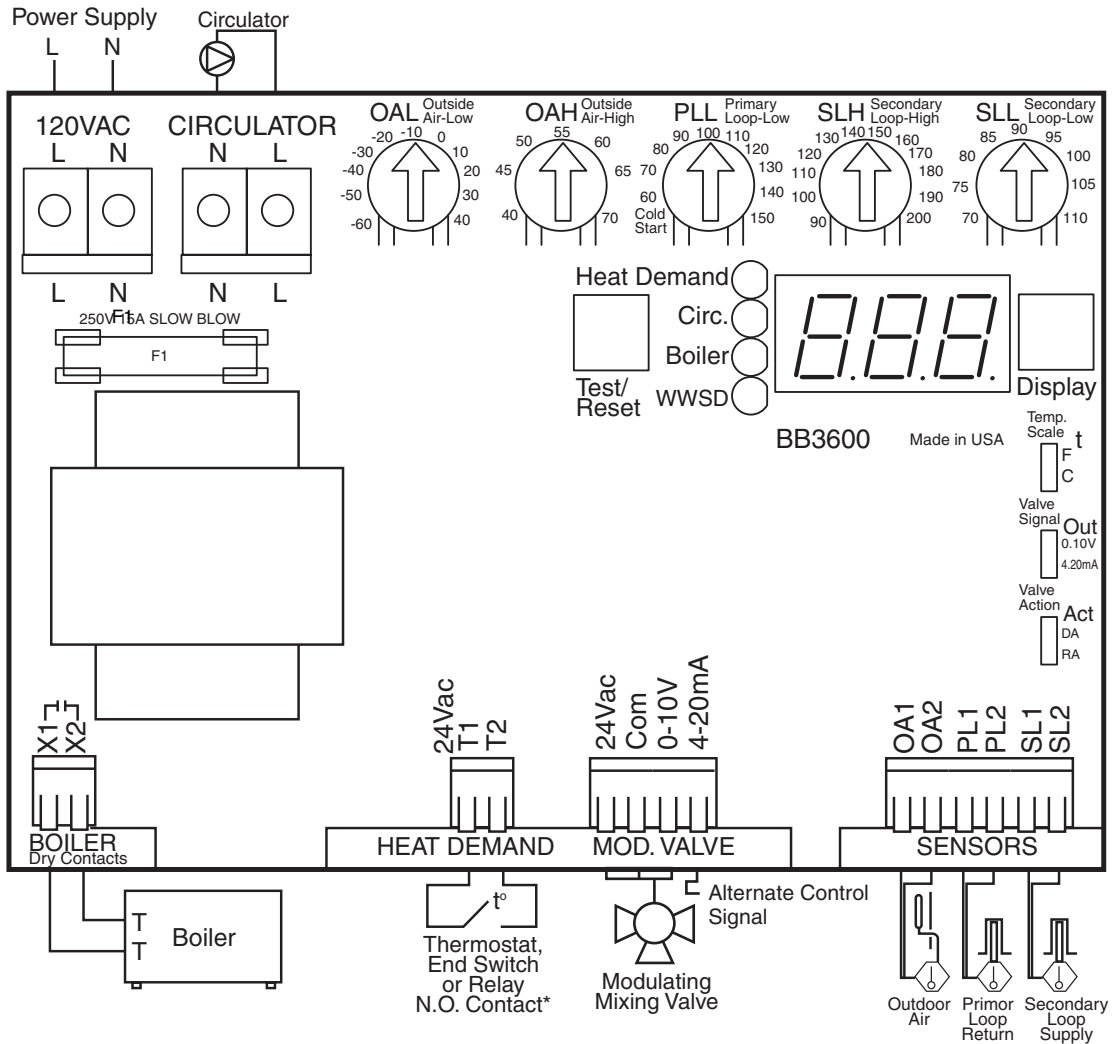 Power Supply
L N
Circulator
120VAC
L N
CIRCULATOR
N L
OAL Outside Air-Low
-60 -50 -40 -30 -20 -10 0 10 20 30 40
OAH Outside Air-High
40 45 50 55 60 65 70
PLL Primary Loop-Low
Cold Start 60 70 80 90 100 110 120 130 140 150
SLH Secondary Loop-High
90 100 110 120 130 140 150 160 170 180 190 200
SLL Secondary Loop-Low
70 75 80 85 90 95 100 105 110
L N N L
F1
250V 15A SLOW BLOW
F1
Heat Demand
Circ.
Boiler
WWSD
Test/
Reset
8.8.8.
Display
BB3600
Made in USA
Temp.
Scale t
F
C
Valve
Signal Out
0.10V
4.20mA
Valve
Action Act
DA
RA
X1
X2
24Vac
T1
T2
24Vac
Com
0-10V
4-20mA
OA1
OA2
PL1
PL2
SL1
SL2
BOILER
Dry Contacts
HEAT DEMAND
MOD. VALVE
SENSORS
T
T
Boiler
t°
Thermostat,
End Switch
or Relay
N.O. Contact*
Alternate Control
Signal
Modulating
Mixing Valve
Outdoor
Air
Primor
Loop
Return
Secondary
Loop
Supply